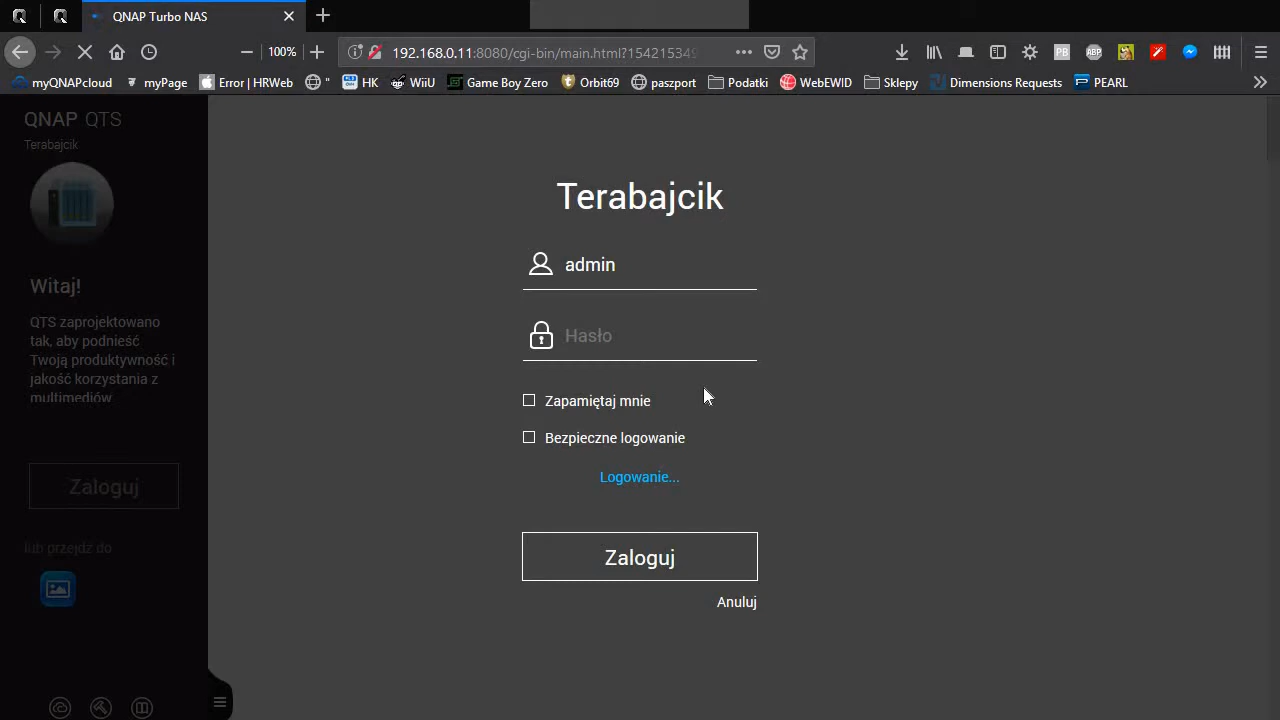 QNAP Turbo NAS
100%
192.168.0.11:8080/cgi-bin/main.html?154215349
myQNAPcloud
myPage
Error | HRWeb
"
HK
WiiU
Game Boy Zero
Orbit69
paszport
Podatki
WebEWID
Sklepy
Dimensions Requests
PEARL
QNAP QTS
Terabajcik
Witaj!
QTS zaprojektowano
tak, aby podnieść
Twoją produktywność i
jakość korzystania z
multimediów
Zaloguj
lub przejdź do
Terabajcik
admin
Hasło
Zapamiętaj mnie
Bezpieczne logowanie
Logowanie...
Zaloguj
Anuluj